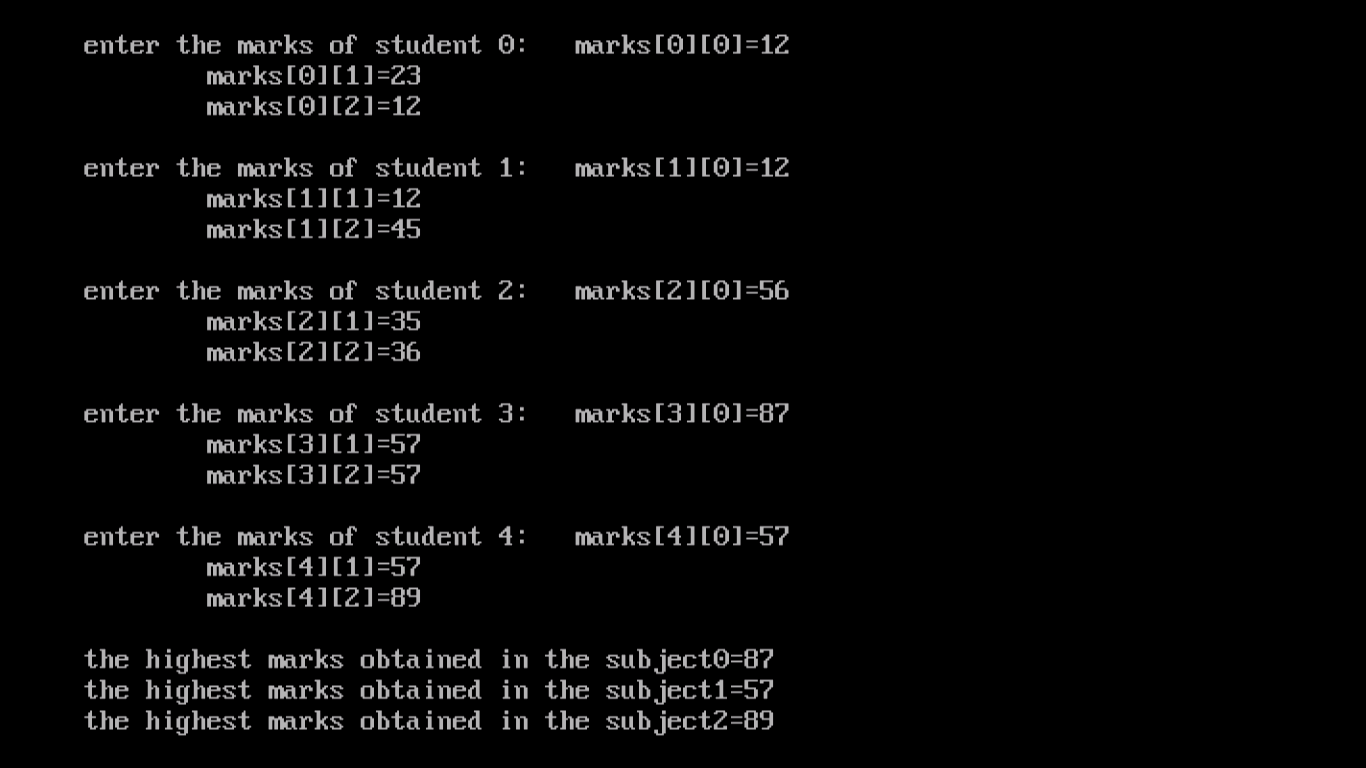 enter the marks of student 0:   marks[0][0]=12
        marks[0][1]=23
        marks[0][2]=12
enter the marks of student 1:   marks[1][0]=12
        marks[1][1]=12
        marks[1][2]=45
enter the marks of student 2:   marks[2][0]=56
        marks[2][1]=35
        marks[2][2]=36
enter the marks of student 3:   marks[3][0]=87
        marks[3][1]=57
        marks[3][2]=57
enter the marks of student 4:   marks[4][0]=57
        marks[4][1]=57
        marks[4][2]=89
the highest marks obtained in the subject0=87
the highest marks obtained in the subject1=57
the highest marks obtained in the subject2=89